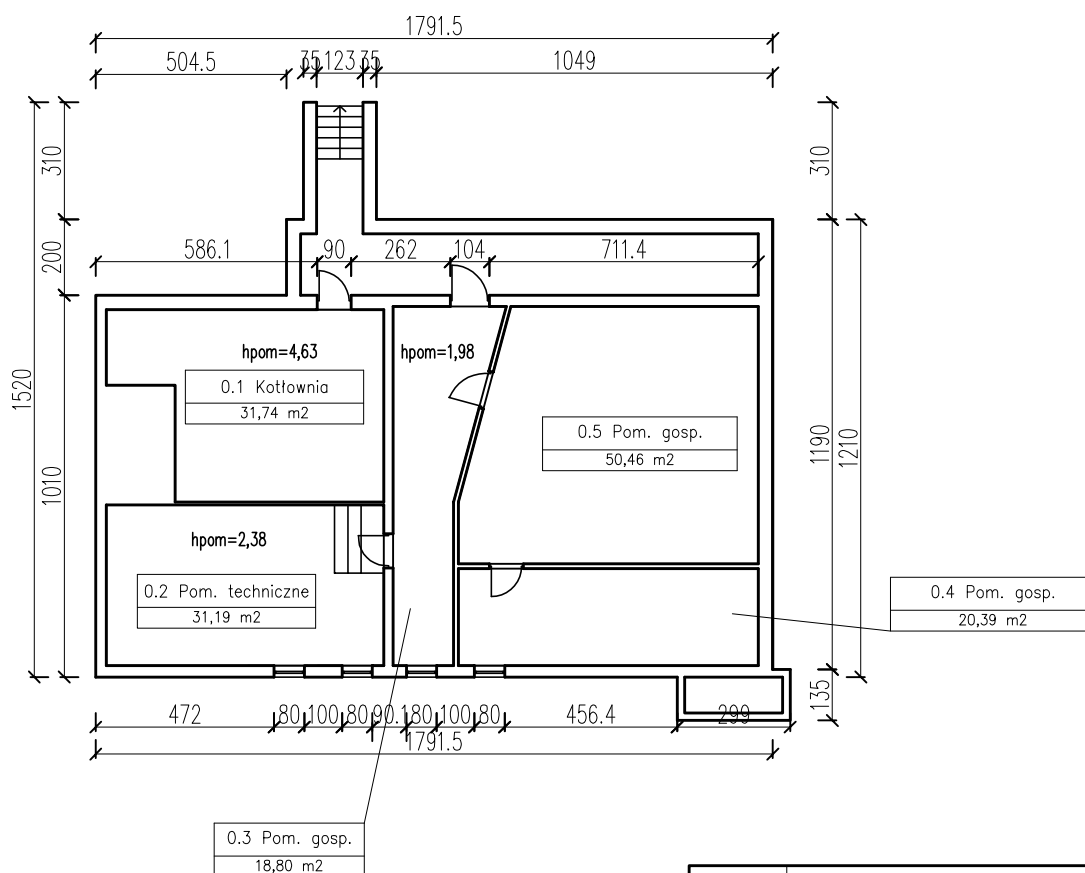 1791.5
504.5
35 123 35
1049
310
310
200
586.1
90
262
104
711.4
hpom=4,63
hpom=1,98
0.1 Kotłownia
31,74 m2
1520
0.5 Pom. gosp.
50,46 m2
1190
1210
1010
hpom=2,38
0.2 Pom. techniczne
31,19 m2
0.4 Pom. gosp.
20,39 m2
135
472
80
100
80
90.1
80
100
80
456.4
299
1791.5
0.3 Pom. gosp.
18,80 m2